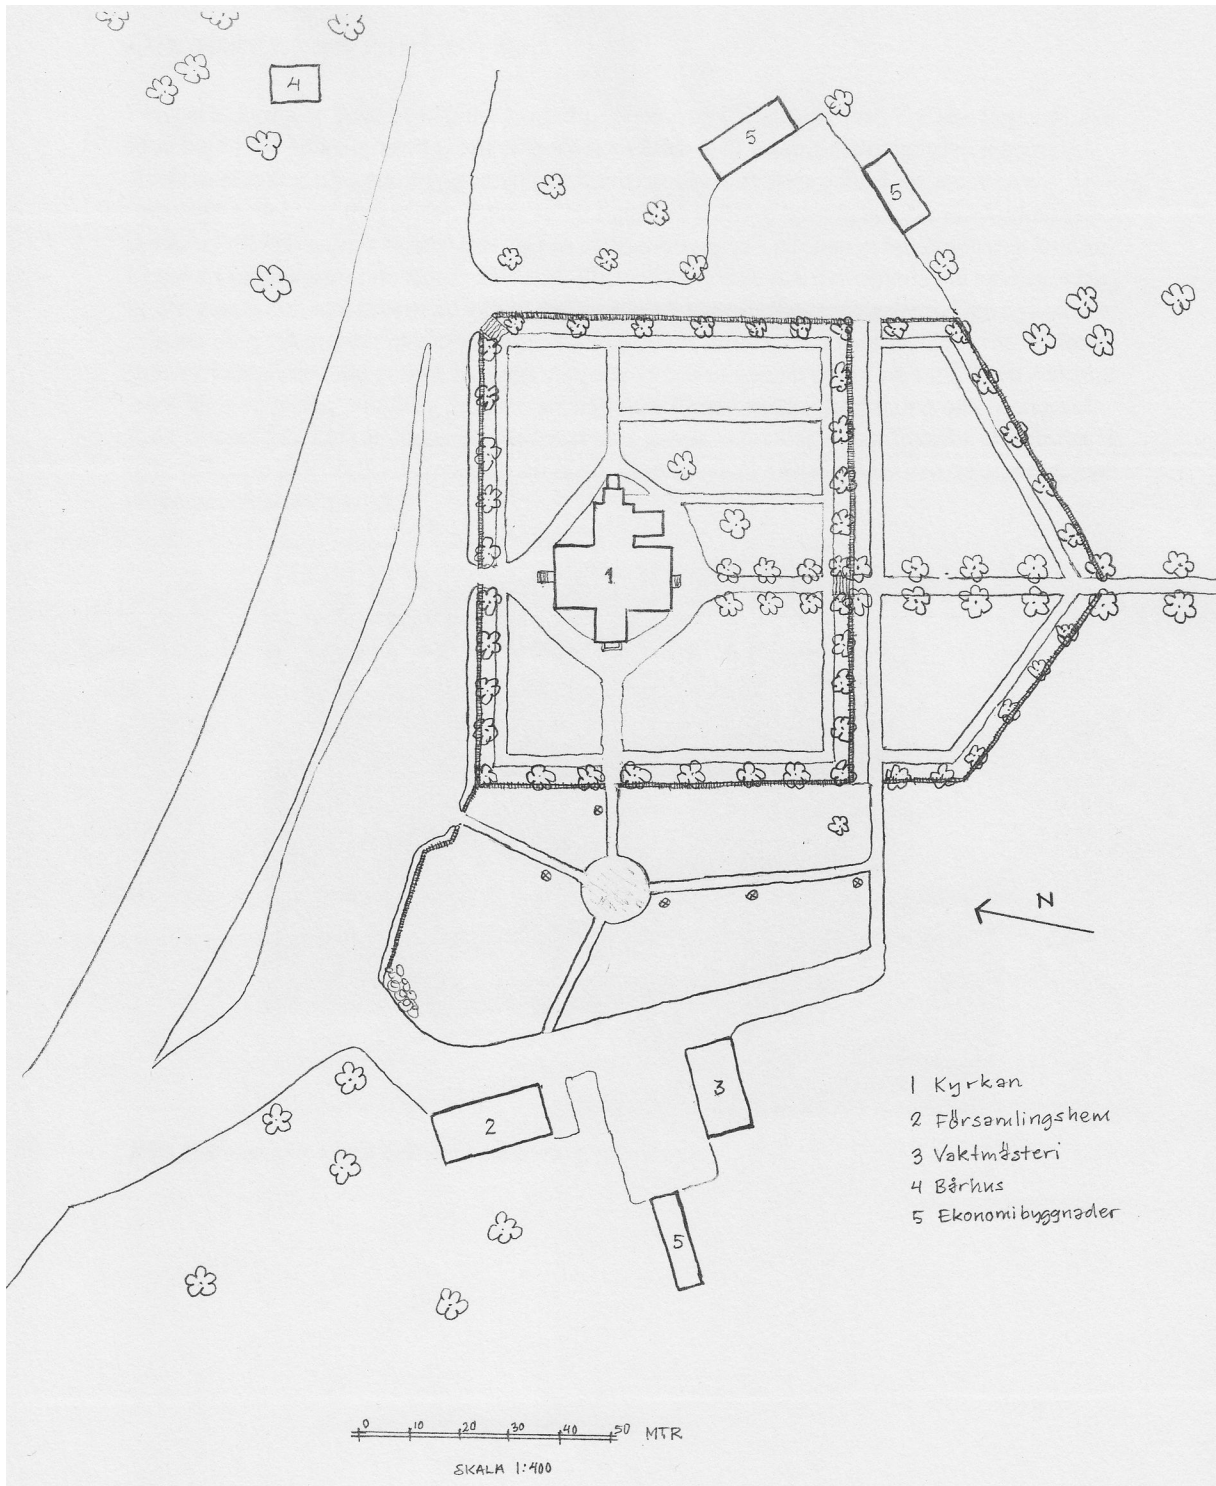 4
5
5
1
N
3
2
5
1 Kyrkan
2 Församlingshem
3 Vaktmästeri
4 Bårhus
5 Ekonomibyggnader
0 10 20 30 40 50 MTR
SKALA 1:400